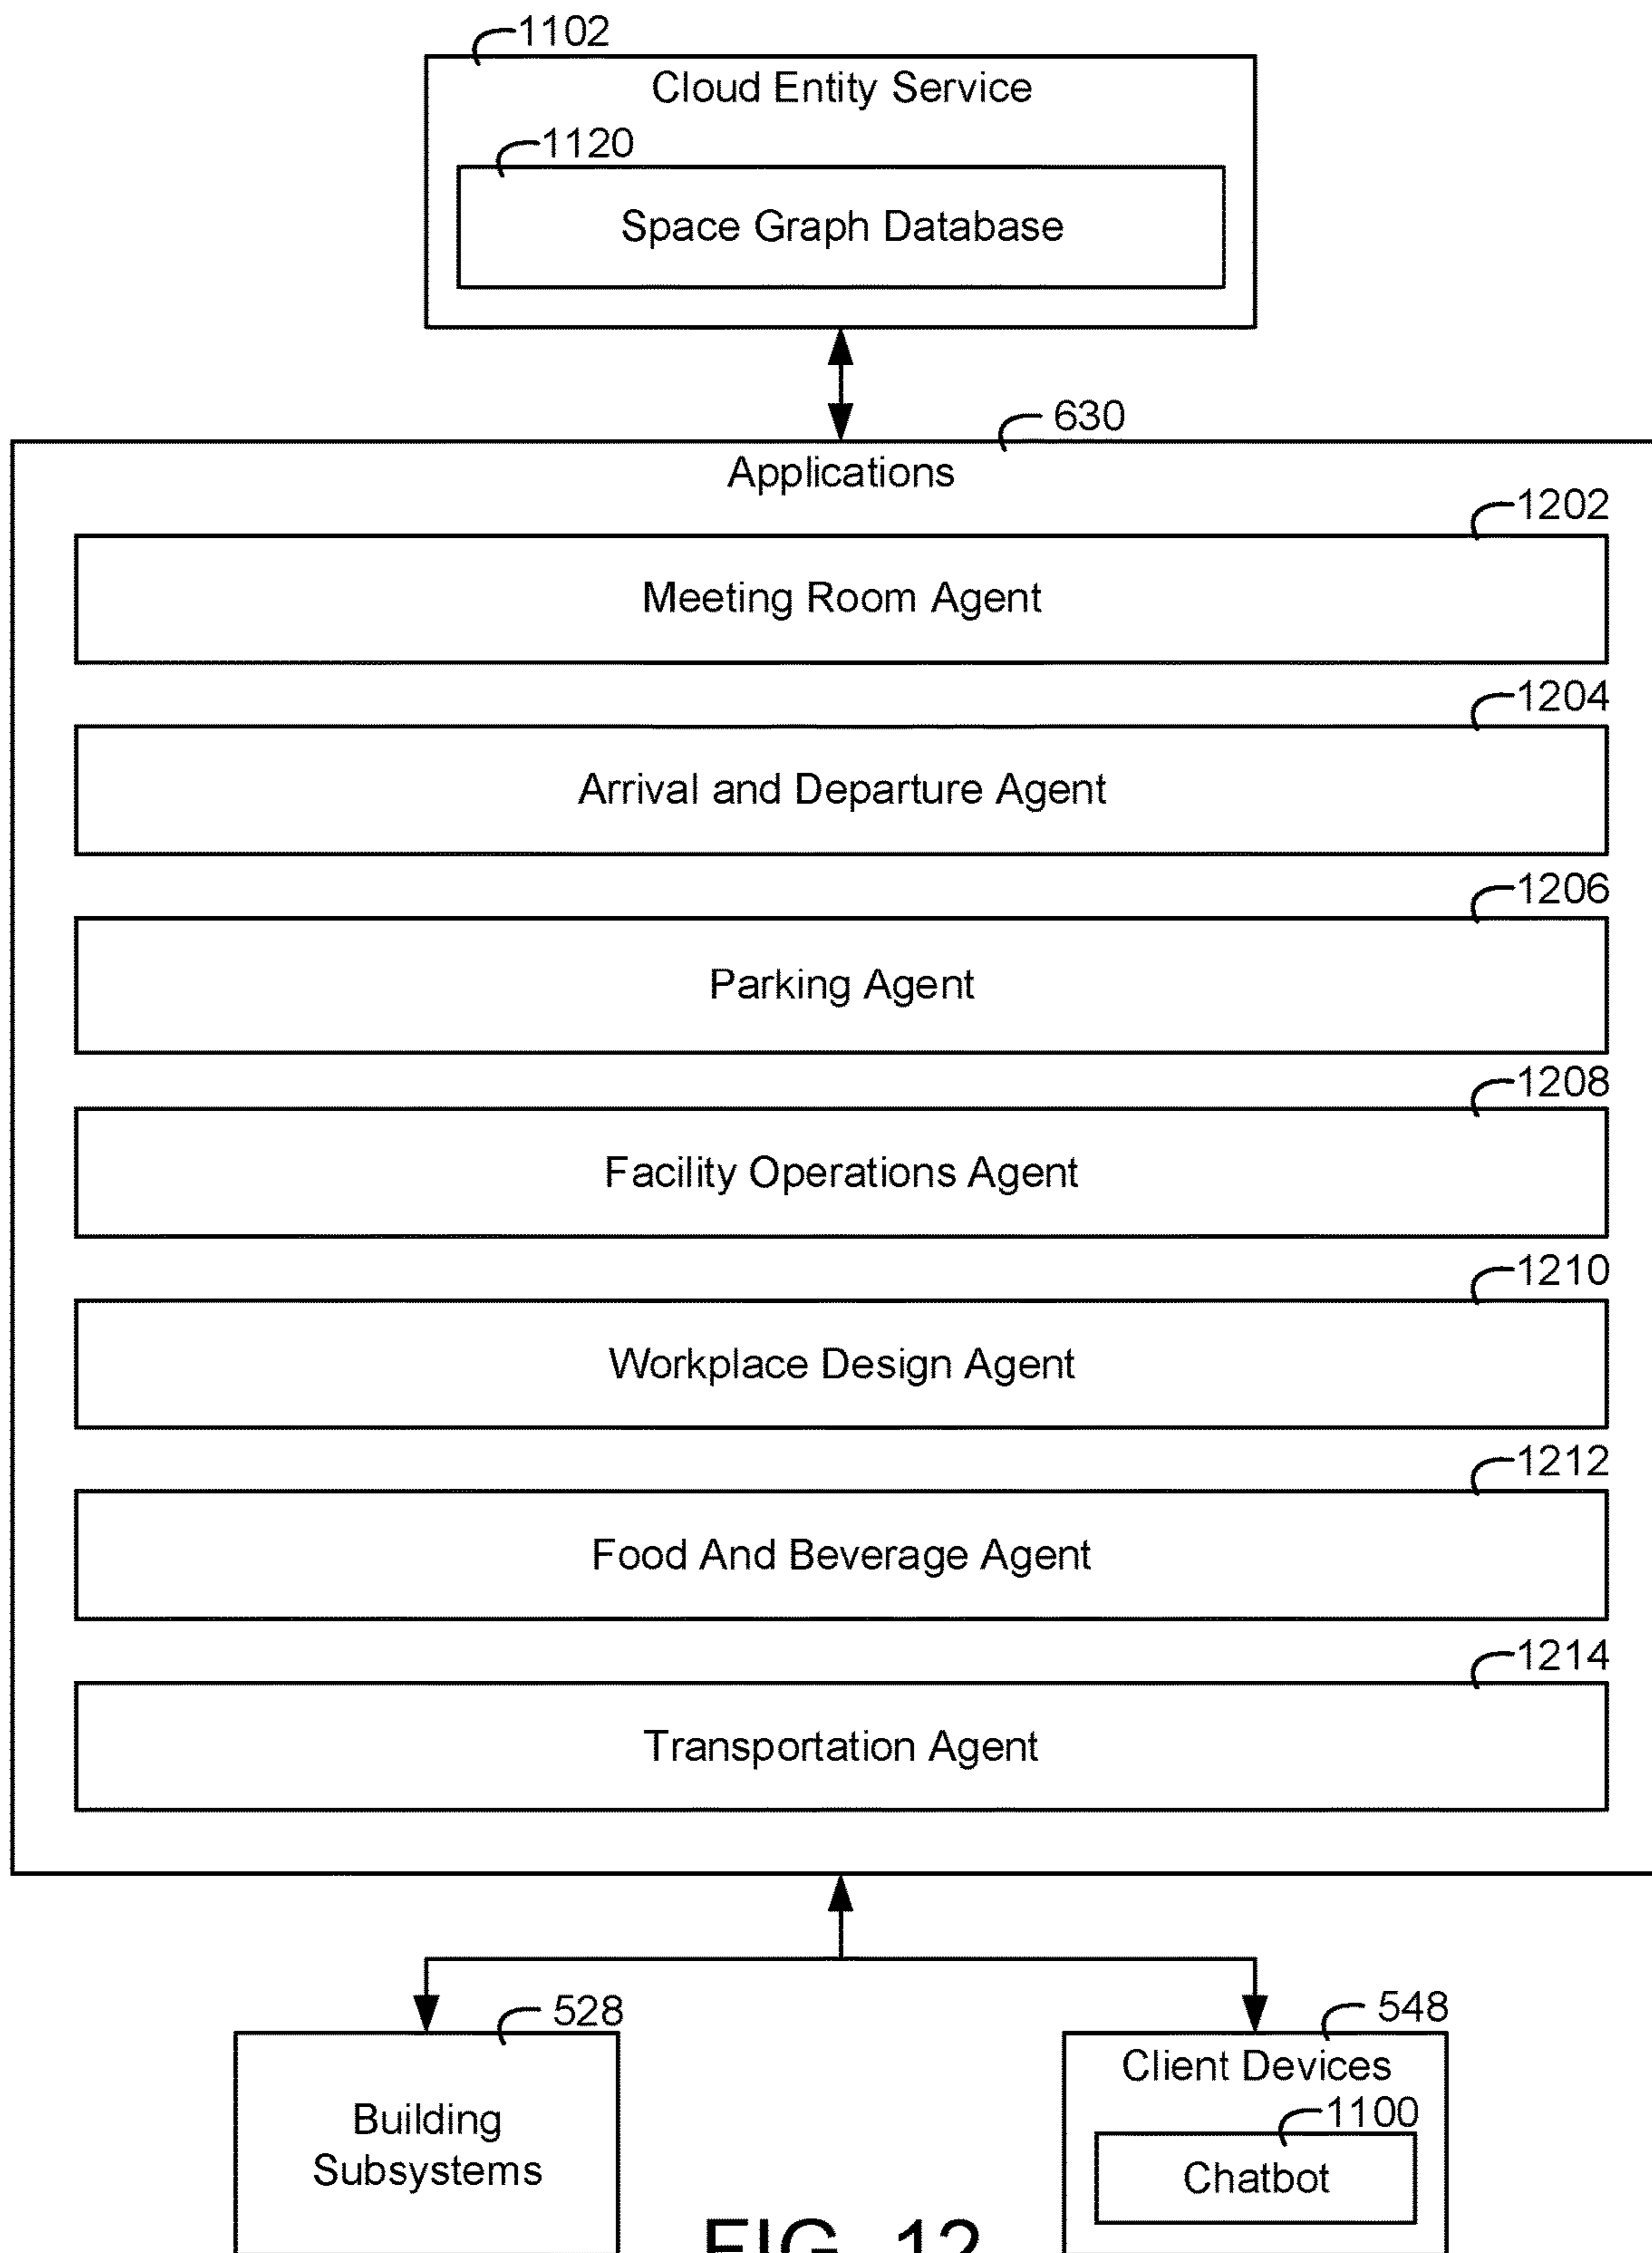 1102
Cloud Entity Service
1120
Space Graph Database
630
Applications
1202
Meeting Room Agent
1204
Arrival and Departure Agent
1206
Parking Agent
1208
Facility Operations Agent
1210
Workplace Design Agent
1212
Food And Beverage Agent
1214
Transportation Agent
528
Building
Subsystems
548
Client Devices
1100
Chatbot
FIG. 12